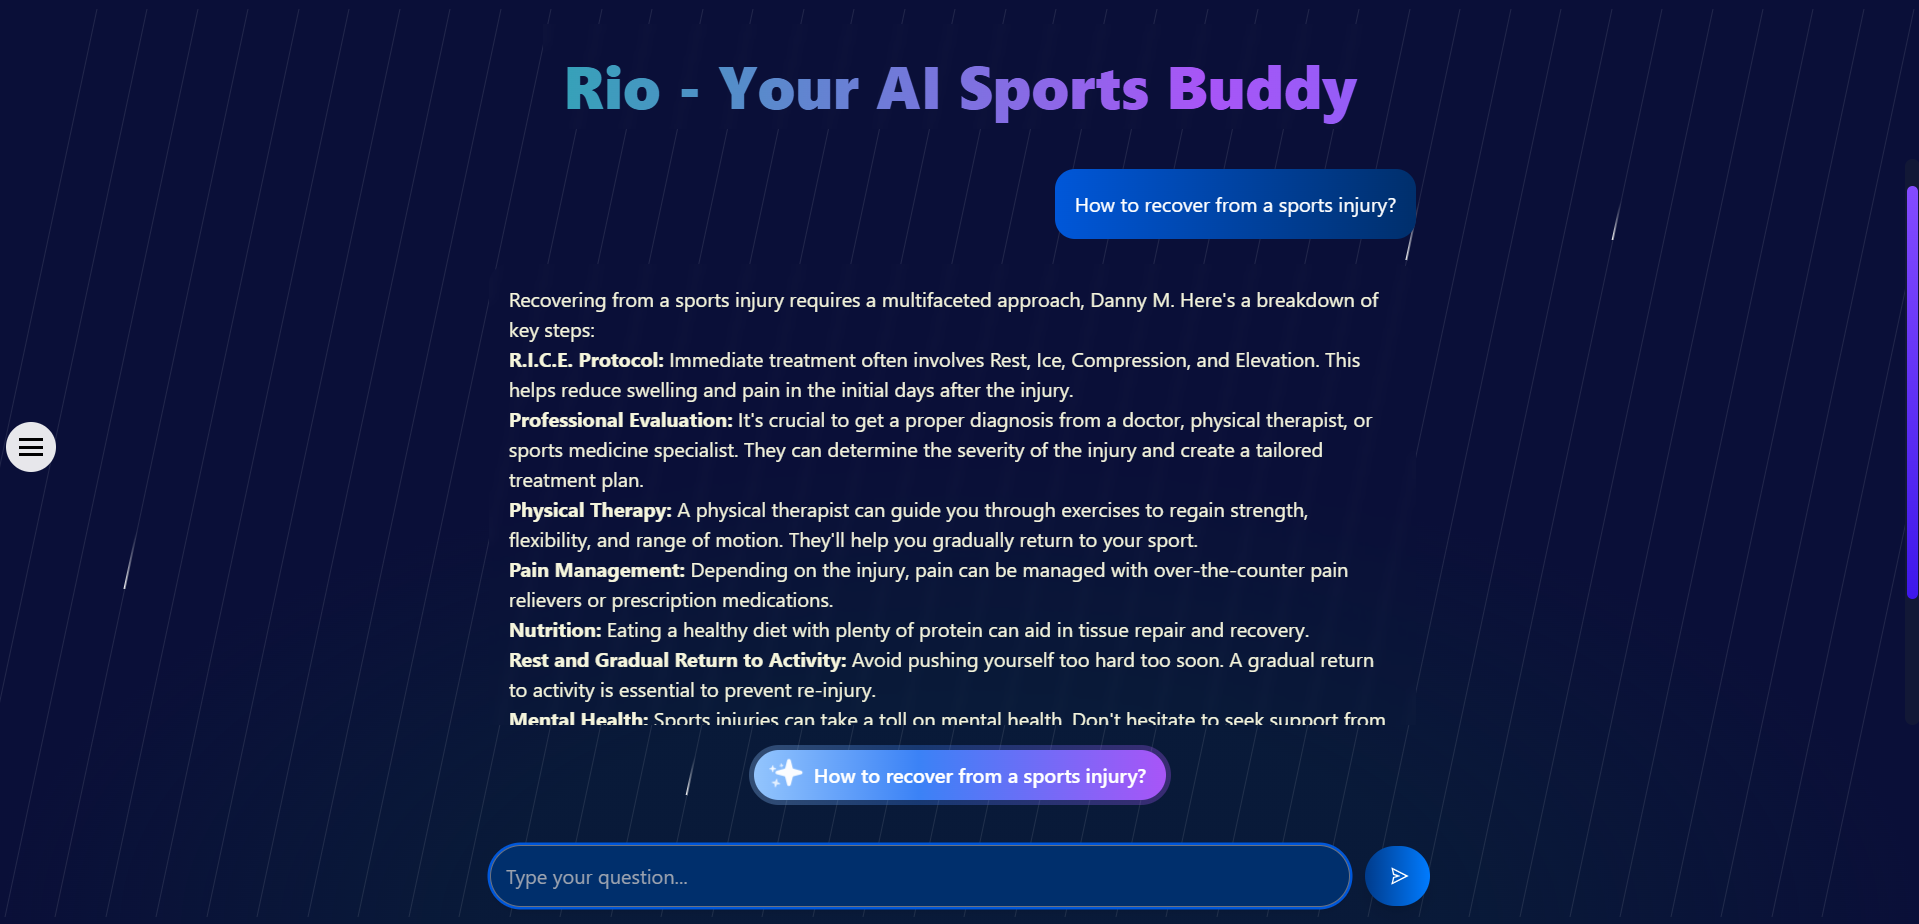 Rio - Your AI Sports Buddy
How to recover from a sports injury?
Recovering from a sports injury requires a multifaceted approach, Danny M. Here's a breakdown of
key steps:
R.I.C.E. Protocol: Immediate treatment often involves Rest, Ice, Compression, and Elevation. This
helps reduce swelling and pain in the initial days after the injury.
Professional Evaluation: It's crucial to get a proper diagnosis from a doctor, physical therapist, or
sports medicine specialist. They can determine the severity of the injury and create a tailored
treatment plan.
Physical Therapy: A physical therapist can guide you through exercises to regain strength,
flexibility, and range of motion. They'll help you gradually return to your sport.
Pain Management: Depending on the injury, pain can be managed with over-the-counter pain
relievers or prescription medications.
Nutrition: Eating a healthy diet with plenty of protein can aid in tissue repair and recovery.
Rest and Gradual Return to Activity: Avoid pushing yourself too hard too soon. A gradual return
to activity is essential to prevent re-injury.
Mental Health: Sports injuries can take a toll on mental health. Don't hesitate to seek support from
How to recover from a sports injury?
Type your question...